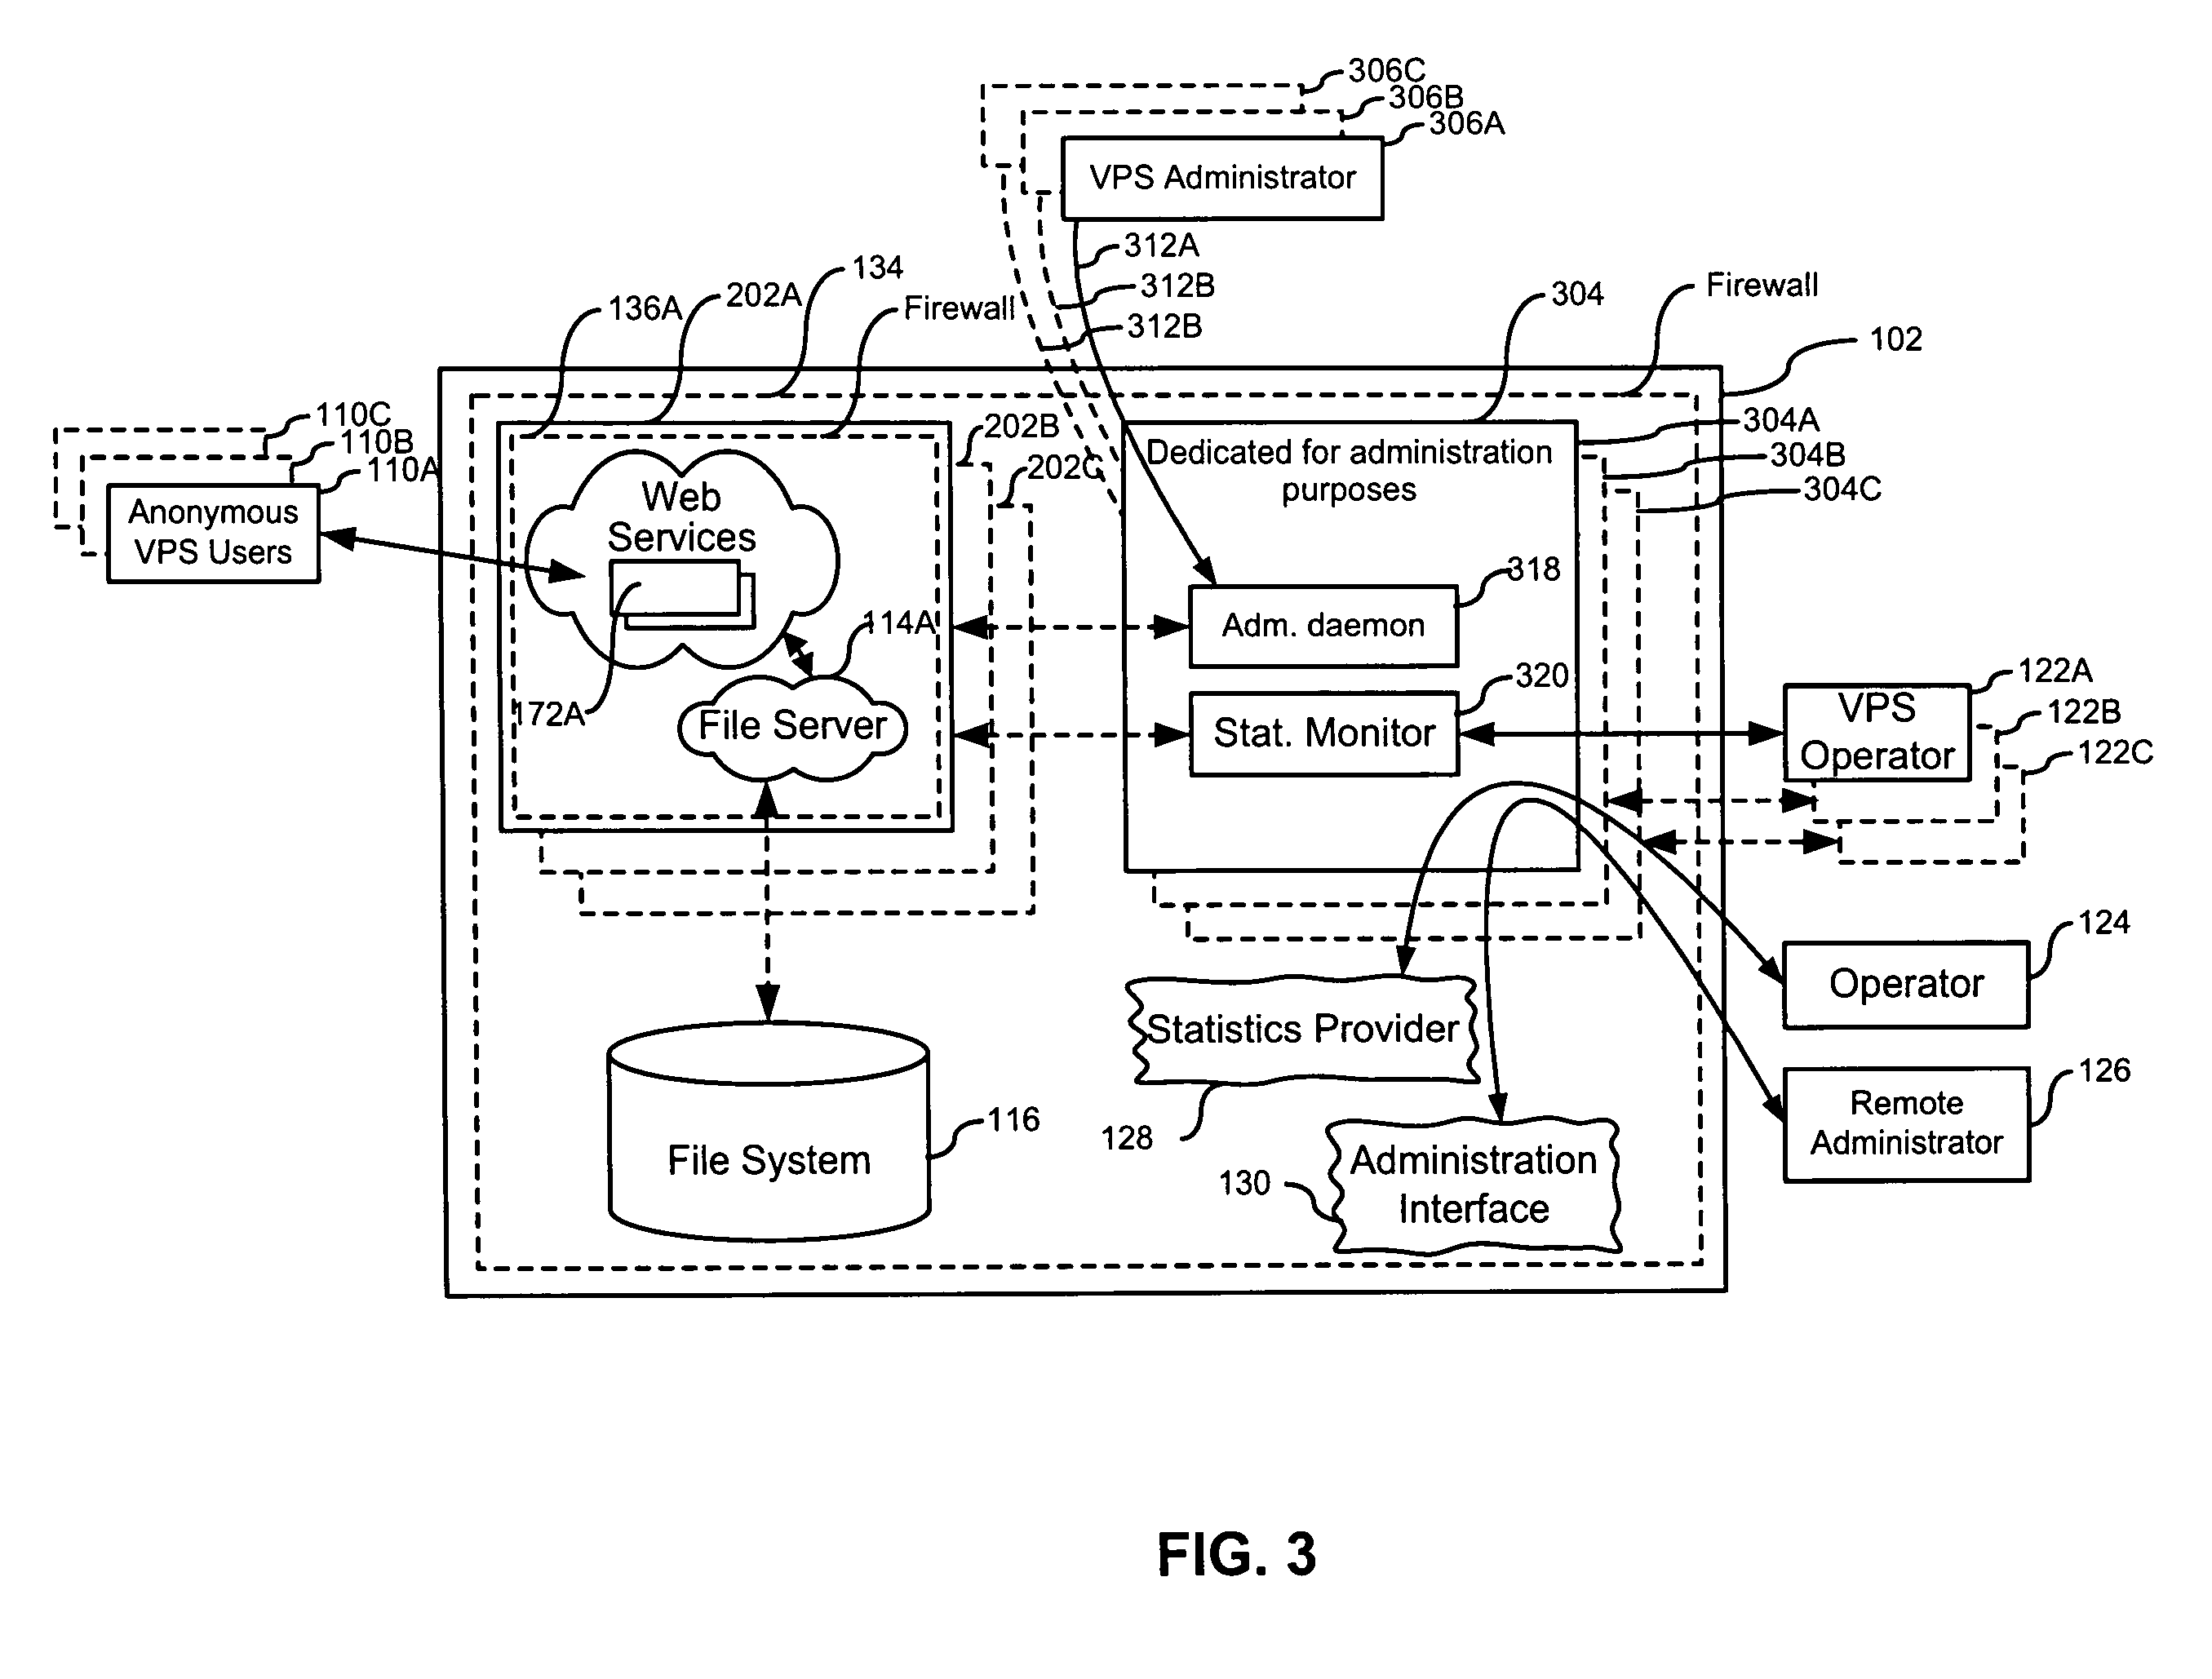 306C
306B
306A
VPS Administrator
312A
312B
312B
134
202A
136A
Firewall
304
Firewall
102
110C
110B
110A
Anonymous
VPS Users
202B
202C
304A
304B
304C
Dedicated for administration
purposes
Web
Services
172A
114A
File Server
318
Adm. daemon
320
Stat. Monitor
122A
122B
122C
VPS
Operator
124
Operator
126
Remote
Administrator
Statistics Provider
128
130
Administration
Interface
116
File System
FIG. 3